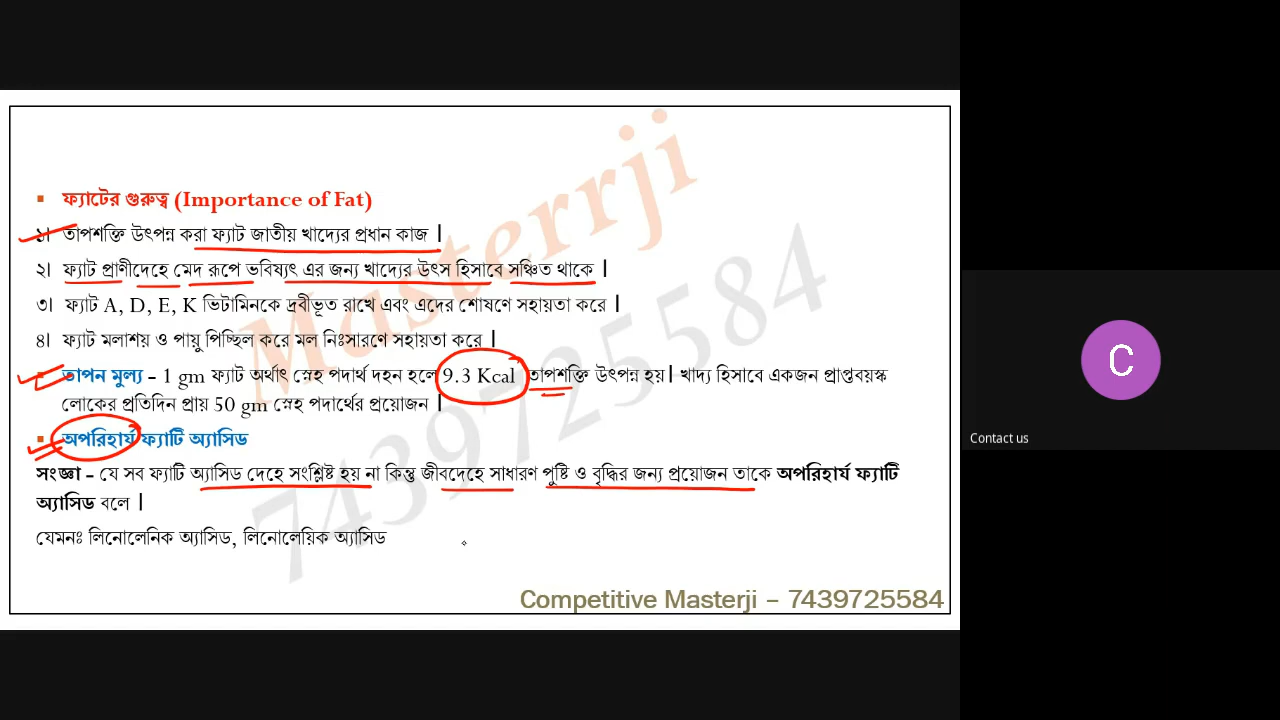 ▪ ফ্যাটের গুরুত্ব (Importance of Fat)
১। তাপশক্তি উৎপন্ন করা ফ্যাট জাতীয় খাদ্যের প্রধান কাজ |
২। ফ্যাট প্রাণীদেহে মেদ রূপে ভবিষ্যৎ এর জন্য খাদ্যের উৎস হিসাবে সঞ্চিত থাকে |
৩। ফ্যাট A, D, E, K ভিটামিনকে দ্রবীভূত রাখে এবং এদের শোষণে সহায়তা করে |
৪। ফ্যাট মলাশয় ও পায়ু পিচ্ছিল করে মল নিঃসারণে সহায়তা করে |
▪ তাপন মুল্য – 1 gm ফ্যাট অর্থাৎ স্নেহ পদার্থ দহন হলে 9.3 Kcal তাপশক্তি উৎপন্ন হয়| খাদ্য হিসাবে একজন প্রাপ্তবয়স্ক
লোকের প্রতিদিন প্রায় 50 gm স্নেহ পদার্থের প্রয়োজন |
▪ অপরিহার্য ফ্যাটি অ্যাসিড
সংজ্ঞা – যে সব ফ্যাটি অ্যাসিড দেহে সংশ্লিষ্ট হয় না কিন্তু জীবদেহে সাধারণ পুষ্টি ও বৃদ্ধির জন্য প্রয়োজন তাকে অপরিহার্য ফ্যাটি
অ্যাসিড বলে |
যেমনঃ লিনোলেনিক অ্যাসিড, লিনোলেয়িক অ্যাসিড
Masterrji
7439725584
Competitive Masterji – 7439725584
C
Contact us